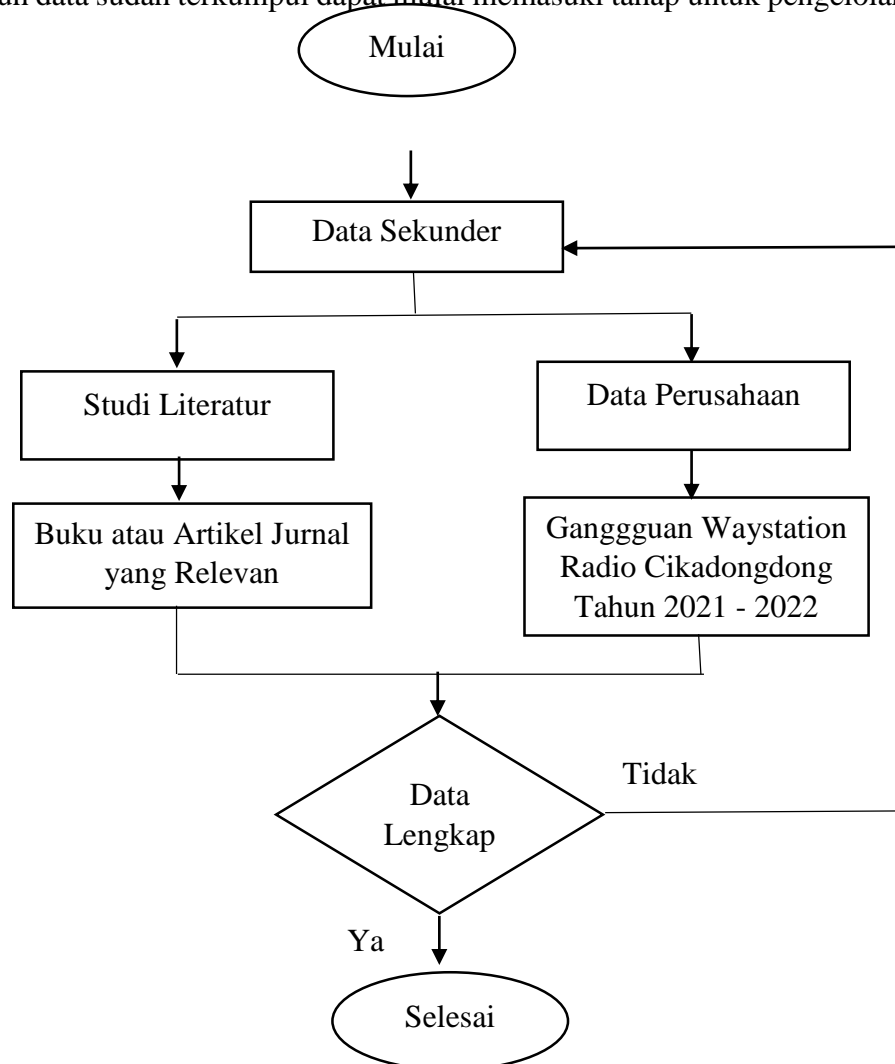 data sudah terkumpul dapat mulai memasuki tahap untuk
Mulai
Data Sekunder
Studi Literatur
Data Perusahaan
Buku atau Artikel Jurnal
yang Relevan
Ganggguan Waystation
Radio Cikadongdong
Tahun 2021 - 2022
Data
Lengkap
Tidak
Ya
Selesai